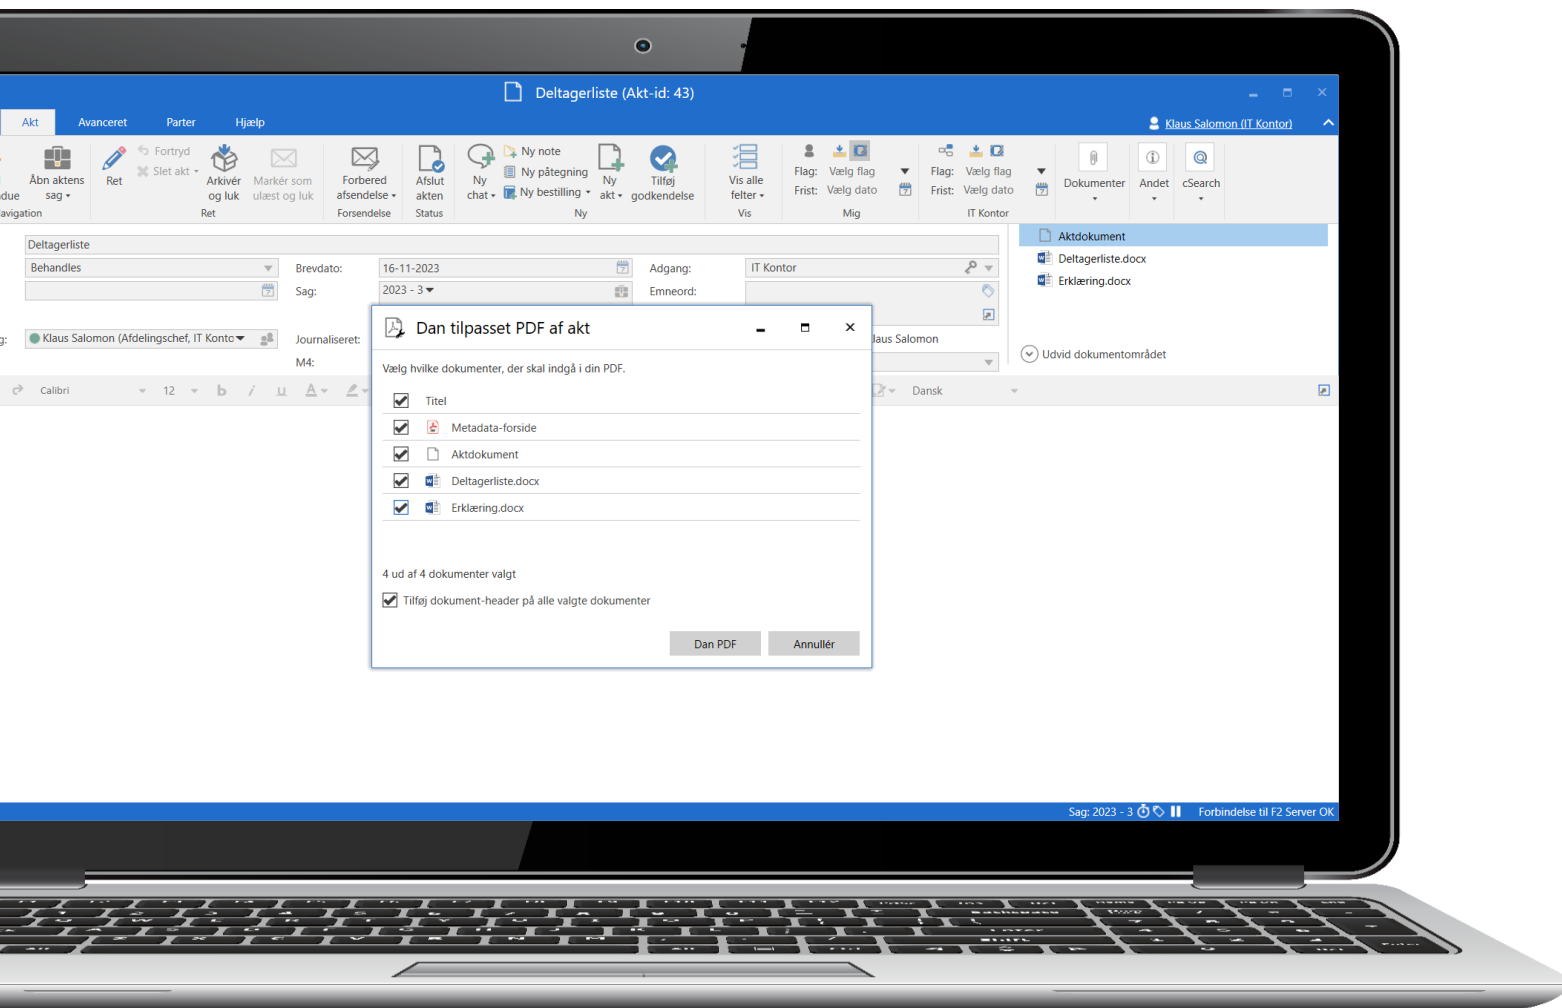 Deltagerliste (Akt-id: 43)
Akt Avanceret Parter Hjælp
Klaus Salomon (IT Kontor)
Åbn aktens sag
Ret
Fortryd
Slet akt
Arkivér og luk
Markér som ulæst og luk
Forbered afsendelse
Afslut akten
Ny chat
Ny note
Ny påtegning
Ny bestilling
Ny akt
Tilføj godkendelse
Vis alle felter
Flag: Vælg flag
Frist: Vælg dato
Flag: Vælg flag
Frist: Vælg dato
Dokumenter
Andet
cSearch
Ret Forsendelse Status Ny Vis Mig IT Kontor
Deltagerliste
Behandles Brevdato: 16-11-2023 Adgang: IT Kontor
Sag: 2023 - 3 Emneord:
Klaus Salomon (Afdelingschef, IT Konto Journaliseret:
M4:
Aktdokument
Deltagerliste.docx
Erklæring.docx
Udvid dokumentområdet
Calibri 12 b i u A Dansk
Dan tilpasset PDF af akt
Vælg hvilke dokumenter, der skal indgå i din PDF.
Titel
Metadata-forside
Aktdokument
Deltagerliste.docx
Erklæring.docx
4 ud af 4 dokumenter valgt
Tilføj dokument-header på alle valgte dokumenter
Dan PDF Annullér
Sag: 2023 - 3 Forbindelse til F2 Server OK